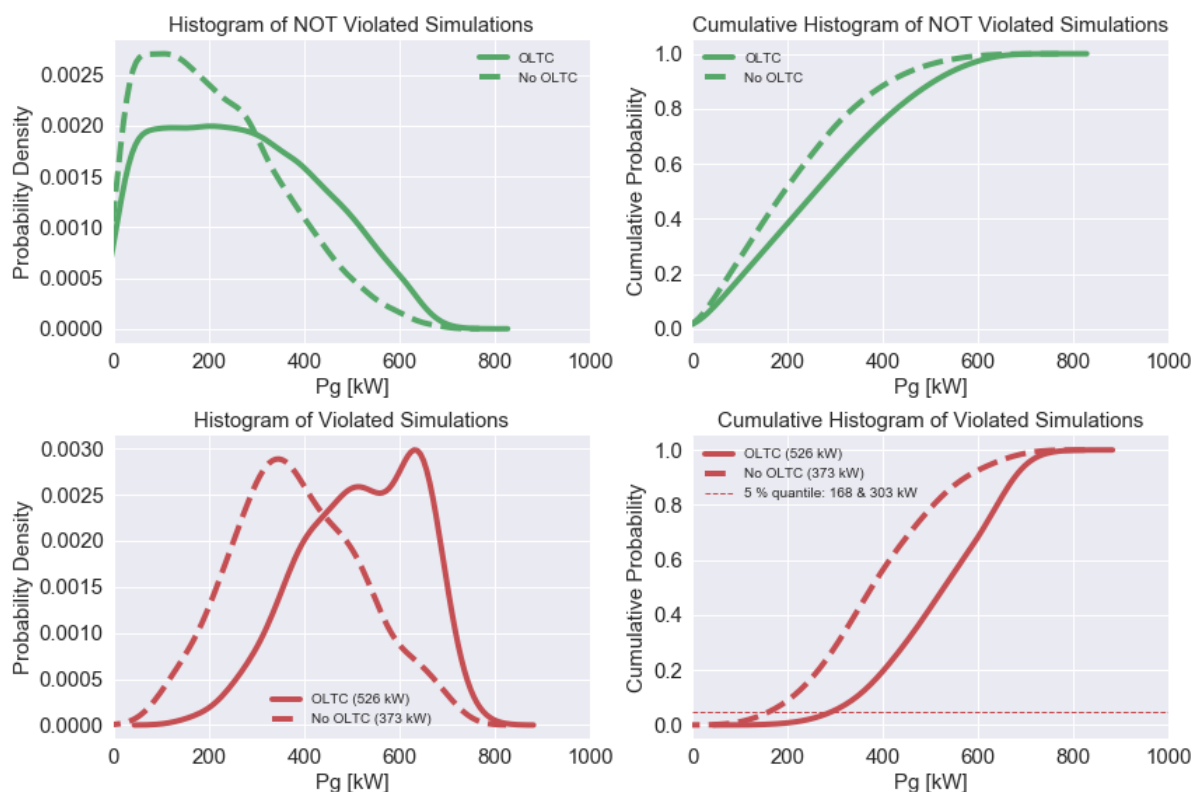 Histogram of NOT Violated Simulations
0.0025
0.0020
0.0015
0.0010
0.0005
0.0000
Probability Density
OLTC
No OLTC
0 200 400 600 800 1000
Pg [kW]
Cumulative Histogram of NOT Violated Simulations
1.0
0.8
0.6
0.4
0.2
0.0
Cumulative Probability
OLTC
No OLTC
0 200 400 600 800 1000
Pg [kW]
Histogram of Violated Simulations
0.0030
0.0025
0.0020
0.0015
0.0010
0.0005
0.0000
Probability Density
OLTC (526 kW)
No OLTC (373 kW)
0 200 400 600 800 1000
Pg [kW]
Cumulative Histogram of Violated Simulations
1.0
0.8
0.6
0.4
0.2
0.0
Cumulative Probability
OLTC (526 kW)
No OLTC (373 kW)
5 % quantile: 168 & 303 kW
0 200 400 600 800 1000
Pg [kW]